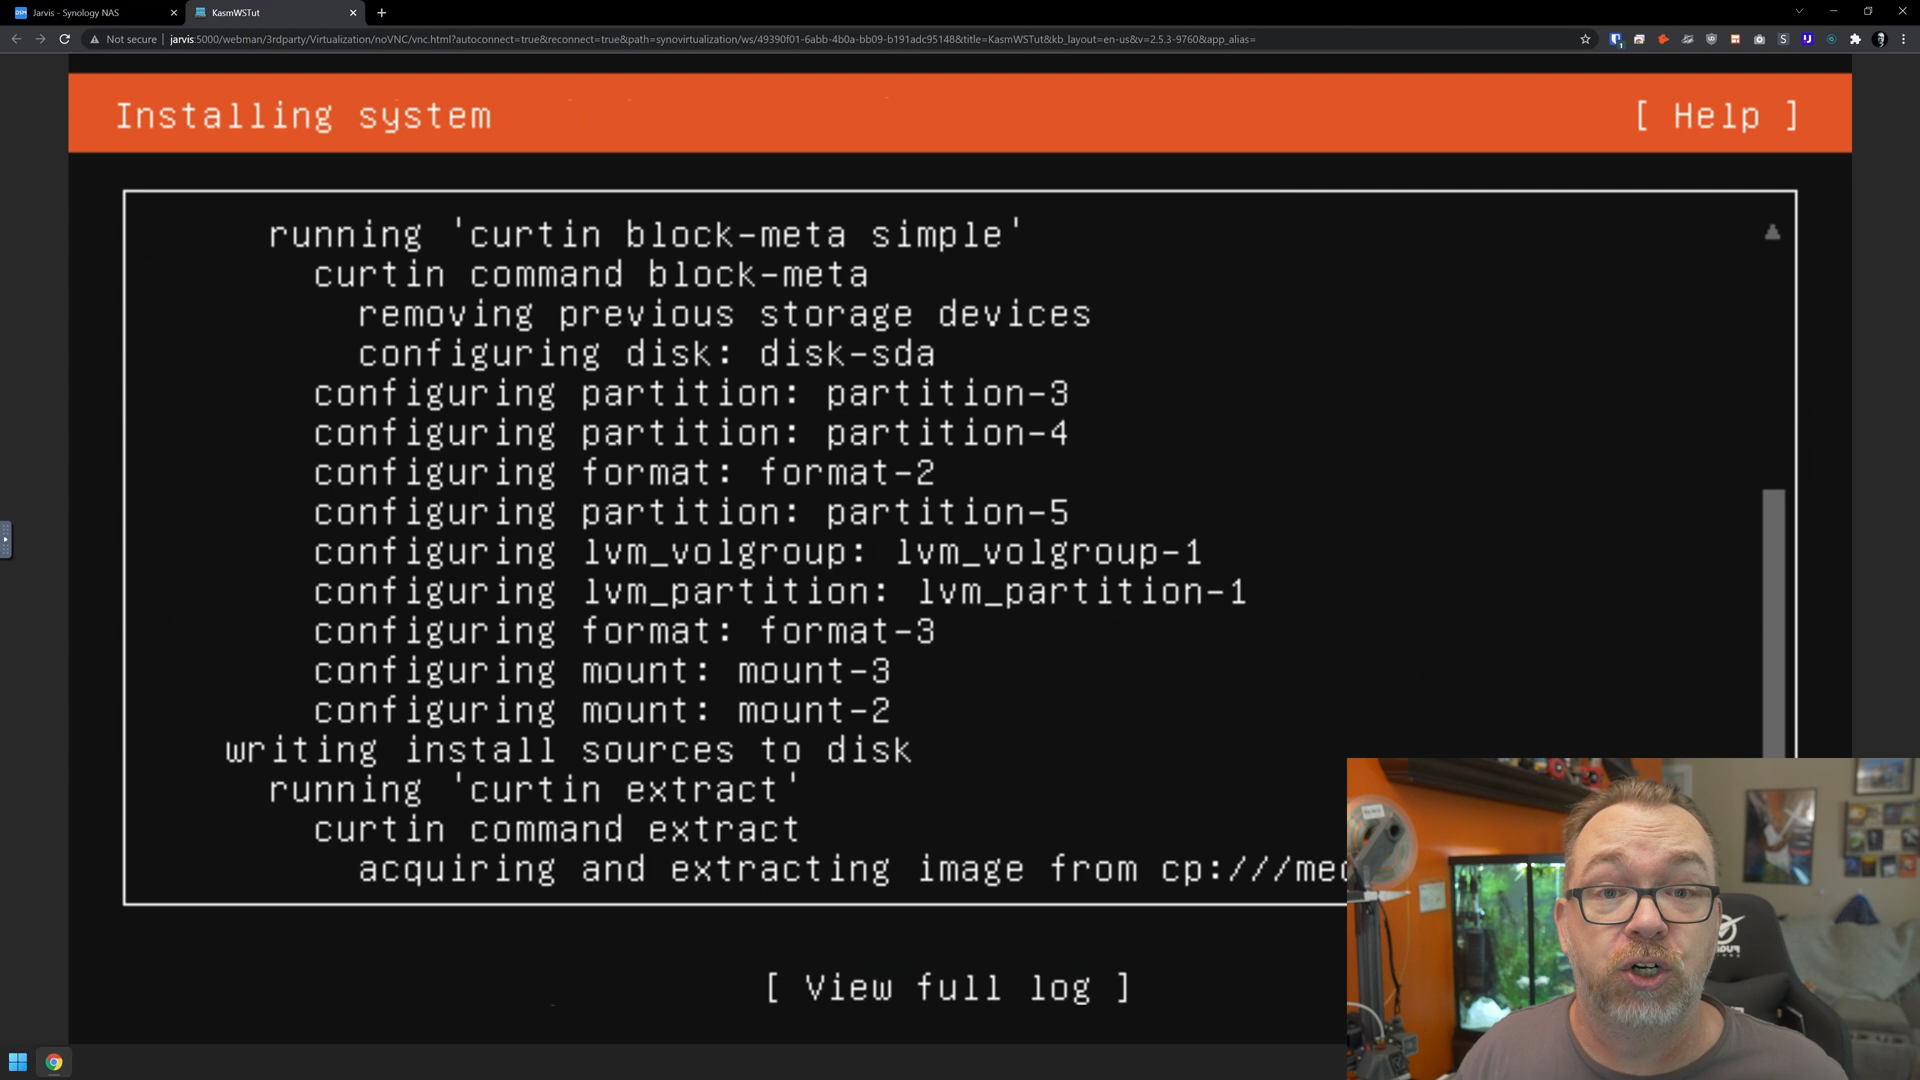 Jarvis - Synology NAS
KasmWSTut
Not secure
jarvis:5000/webman/3rdparty/Virtualization/noVNC/vnc.html?autoconnect=true&reconnect=true&path=synovirtualization/ws/49390f01-6abb-4b0a-bb09-b191adc95148&title=KasmWSTut&kb_layout=en-us&v=2.5.3-9760&app_alias=
Installing system [ Help ]
running 'curtin block-meta simple'
curtin command block-meta
removing previous storage devices
configuring disk: disk-sda
configuring partition: partition-3
configuring partition: partition-4
configuring format: format-2
configuring partition: partition-5
configuring lvm_volgroup: lvm_volgroup-1
configuring lvm_partition: lvm_partition-1
configuring format: format-3
configuring mount: mount-3
configuring mount: mount-2
writing install sources to disk
running 'curtin extract'
curtin command extract
acquiring and extracting image from cp:///med
[ View full log ]